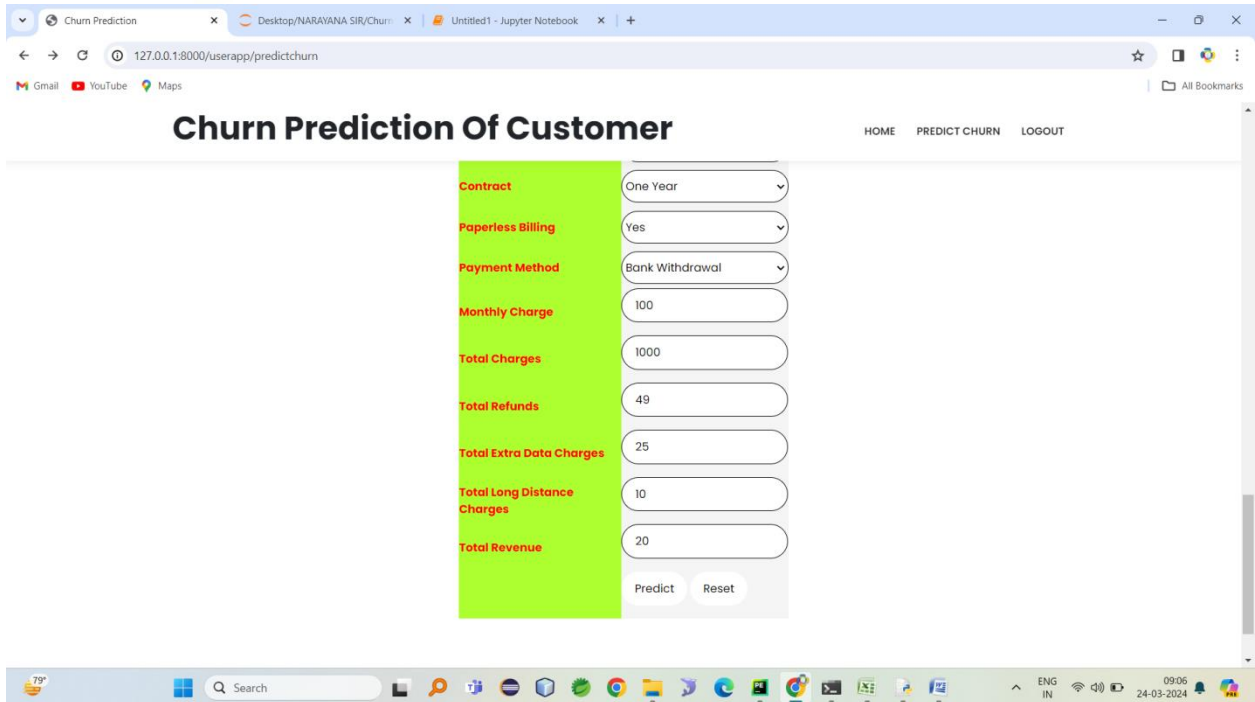 Churn Prediction
Desktop/NARAYANA SIR/Churn
Untitled1 - Jupyter Notebook
127.0.0.1:8000/userapp/predictchurn
Gmail YouTube Maps All Bookmarks
Churn Prediction Of Customer HOME PREDICT CHURN LOGOUT
Contract One Year
Paperless Billing Yes
Payment Method Bank Withdrawal
Monthly Charge 100
Total Charges 1000
Total Refunds 49
Total Extra Data Charges 25
Total Long Distance
Charges 10
Total Revenue 20
Predict Reset
79°
Search
ENG
IN
09:06
24-03-2024